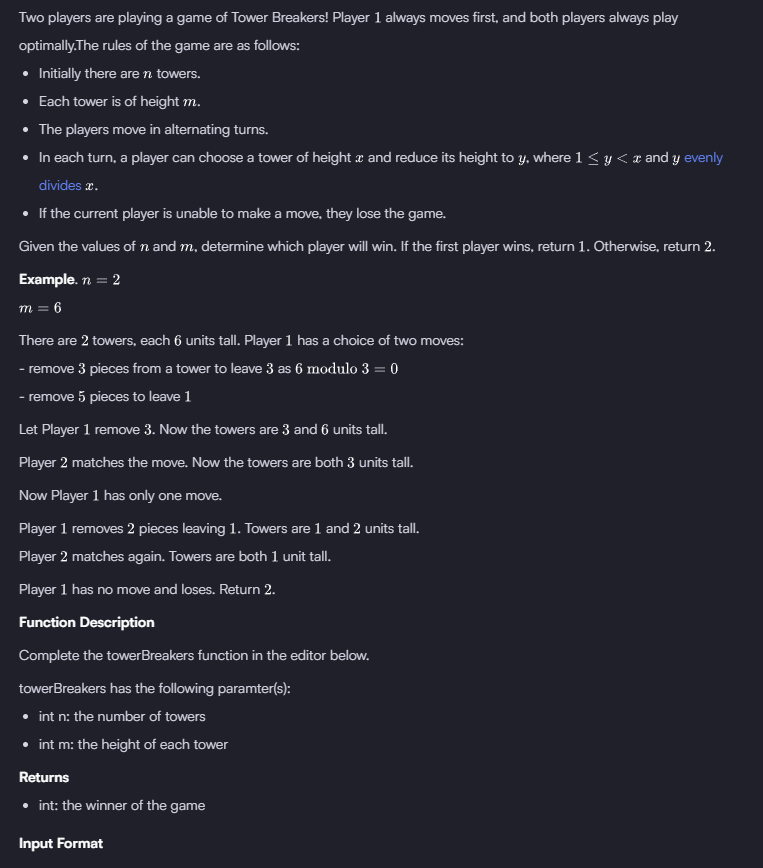 Two players are playing a game of Tower Breakers! Player 1 always moves first, and both players always play
optimally.The rules of the game are as follows:
• Initially there are n towers.
• Each tower is of height m.
• The players move in alternating turns.
• In each turn, a player can choose a tower of height x and reduce its height to y, where 1 ≤ y < x and y evenly
divides x.
• If the current player is unable to make a move, they lose the game.
Given the values of n and m, determine which player will win. If the first player wins, return 1. Otherwise, return 2.
Example. n = 2
m = 6
There are 2 towers, each 6 units tall. Player 1 has a choice of two moves:
- remove 3 pieces from a tower to leave 3 as 6 modulo 3 = 0
- remove 5 pieces to leave 1
Let Player 1 remove 3. Now the towers are 3 and 6 units tall.
Player 2 matches the move. Now the towers are both 3 units tall.
Now Player 1 has only one move.
Player 1 removes 2 pieces leaving 1. Towers are 1 and 2 units tall.
Player 2 matches again. Towers are both 1 unit tall.
Player 1 has no move and loses. Return 2.
Function Description
Complete the towerBreakers function in the editor below.
towerBreakers has the following paramter(s):
• int n: the number of towers
• int m: the height of each tower
Returns
• int: the winner of the game
Input Format